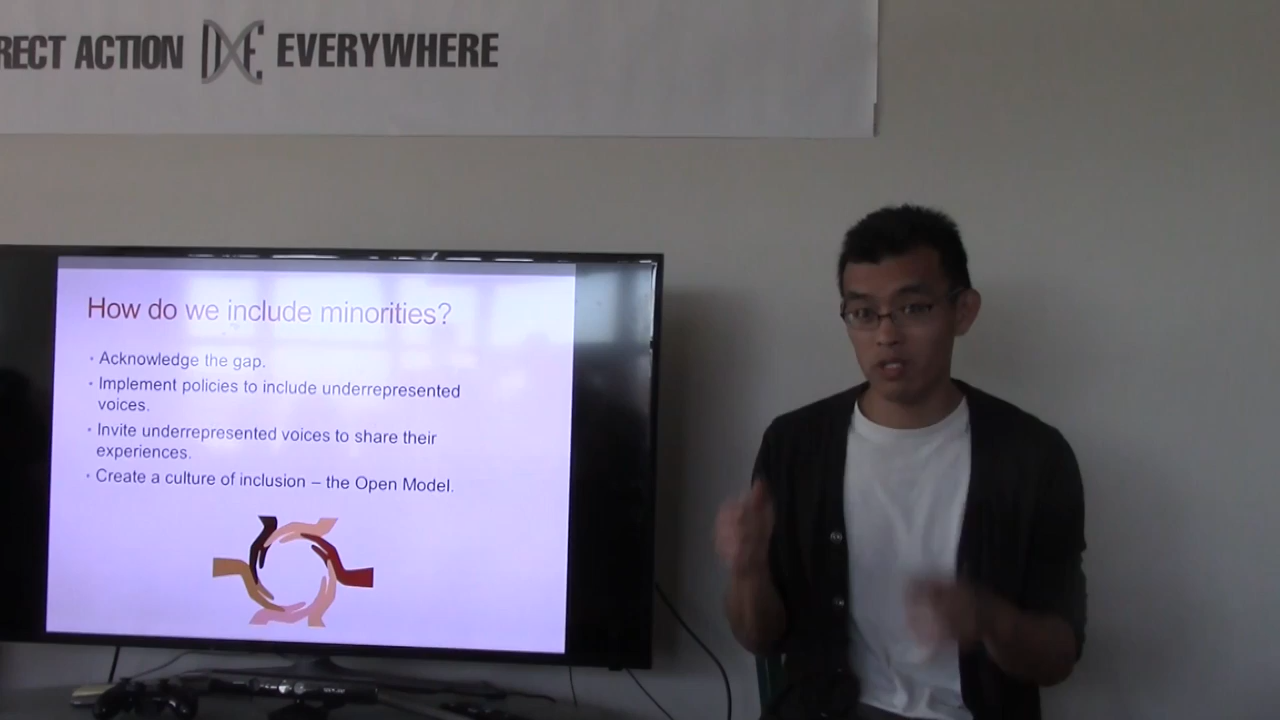 RECT ACTION DXE EVERYWHERE
How do we include minorities?
• Acknowledge the gap.
• Implement policies to include underrepresented
voices.
• Invite underrepresented voices to share their
experiences.
• Create a culture of inclusion – the Open Model.